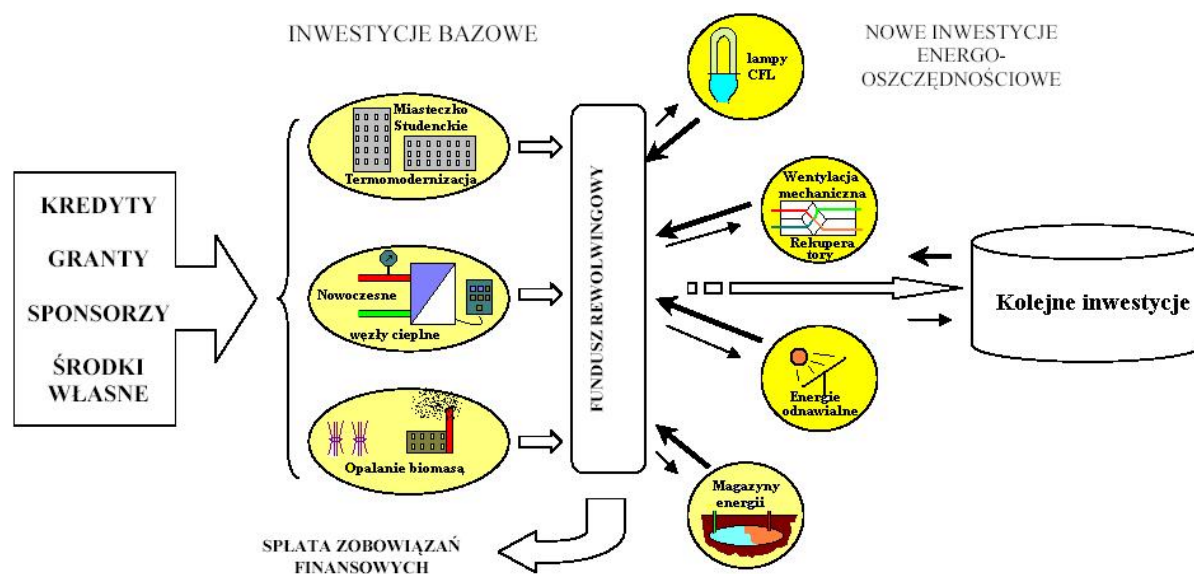 INWESTYCJE BAZOWE
NOWE INWESTYCJE
ENERGO-
OSZCZĘDNOŚCIOWE
KREDYTY
GRANTY
SPONSORZY
ŚRODKI
WŁASNE
Miasteczko
Studenckie
Termomodernizacja
Nowoczesne
węzły cieplne
Opalanie biomasą
FUNDUSZ REWOLWINGOWY
lampy
CFL
Wentylacja
mechaniczna
Rekupera
tory
Energie
odnawialne
Magazyny
energii
Kolejne inwestycje
SPŁATA ZOBOWIĄZAŃ
FINANSOWYCH